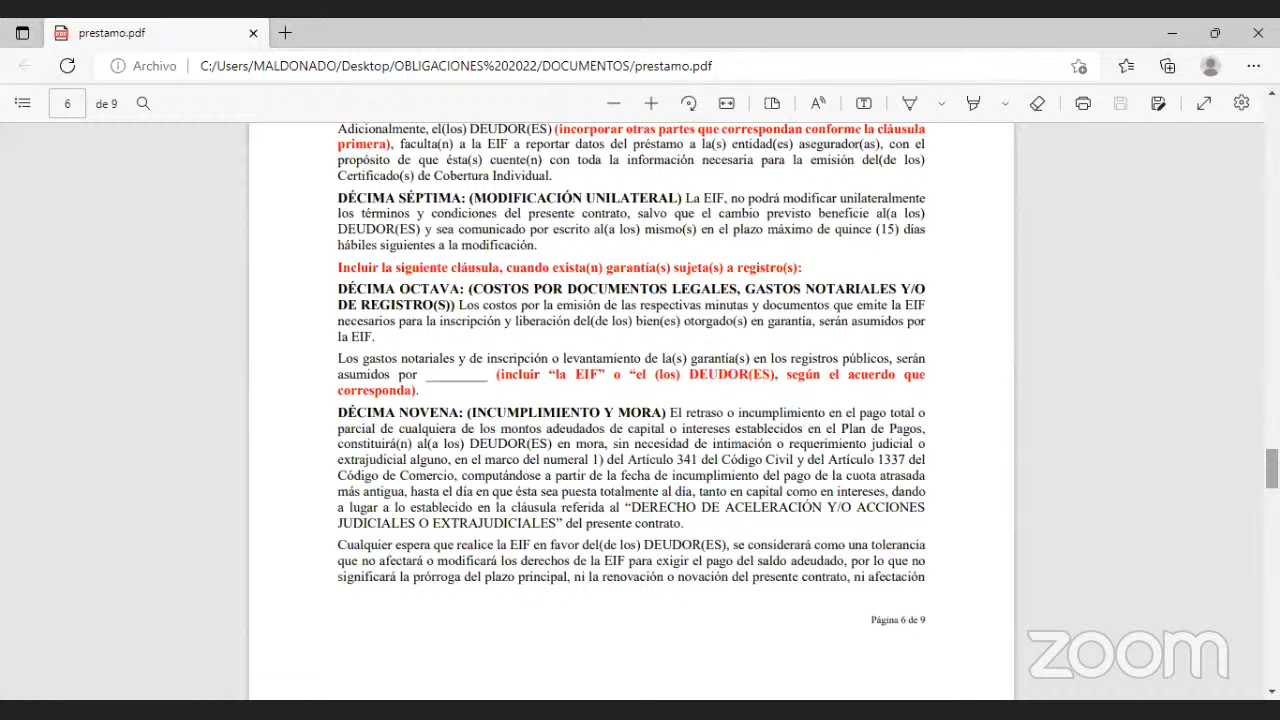 prestamo.pdf
Archivo
C:/Users/MALDONADO/Desktop/OBLIGACIONES%202022/DOCUMENTOS/prestamo.pdf
6 de 9
Adicionalmente, el(los) DEUDOR(ES) (incorporar otras partes que correspondan conforme la cláusula
primera), faculta(n) a la EIF a reportar datos del préstamo a la(s) entidad(es) asegurador(as), con el
propósito de que ésta(s) cuente(n) con toda la información necesaria para la emisión del(de los)
Certificado(s) de Cobertura Individual.
DÉCIMA SÉPTIMA: (MODIFICACIÓN UNILATERAL) La EIF, no podrá modificar unilateralmente
los términos y condiciones del presente contrato, salvo que el cambio previsto beneficie al(a los)
DEUDOR(ES) y sea comunicado por escrito al(a los) mismo(s) en el plazo máximo de quince (15) días
hábiles siguientes a la modificación.
Incluir la siguiente cláusula, cuando exista(n) garantía(s) sujeta(s) a registro(s):
DÉCIMA OCTAVA: (COSTOS POR DOCUMENTOS LEGALES, GASTOS NOTARIALES Y/O
DE REGISTRO(S)) Los costos por la emisión de las respectivas minutas y documentos que emite la EIF
necesarios para la inscripción y liberación del(de los) bien(es) otorgado(s) en garantía, serán asumidos por
la EIF.
Los gastos notariales y de inscripción o levantamiento de la(s) garantía(s) en los registros públicos, serán
asumidos por _________ (incluir “la EIF” o “el (los) DEUDOR(ES), según el acuerdo que
corresponda).
DÉCIMA NOVENA: (INCUMPLIMIENTO Y MORA) El retraso o incumplimiento en el pago total o
parcial de cualquiera de los montos adeudados de capital o intereses establecidos en el Plan de Pagos,
constituirá(n) al(a los) DEUDOR(ES) en mora, sin necesidad de intimación o requerimiento judicial o
extrajudicial alguno, en el marco del numeral 1) del Artículo 341 del Código Civil y del Artículo 1337 del
Código de Comercio, computándose a partir de la fecha de incumplimiento del pago de la cuota atrasada
más antigua, hasta el día en que ésta sea puesta totalmente al día, tanto en capital como en intereses, dando
a lugar a lo establecido en la cláusula referida al “DERECHO DE ACELERACIÓN Y/O ACCIONES
JUDICIALES O EXTRAJUDICIALES” del presente contrato.
Cualquier espera que realice la EIF en favor del(de los) DEUDOR(ES), se considerará como una tolerancia
que no afectará o modificará los derechos de la EIF para exigir el pago del saldo adeudado, por lo que no
significará la prórroga del plazo principal, ni la renovación o novación del presente contrato, ni afectación
Página 6 de 9
zoom